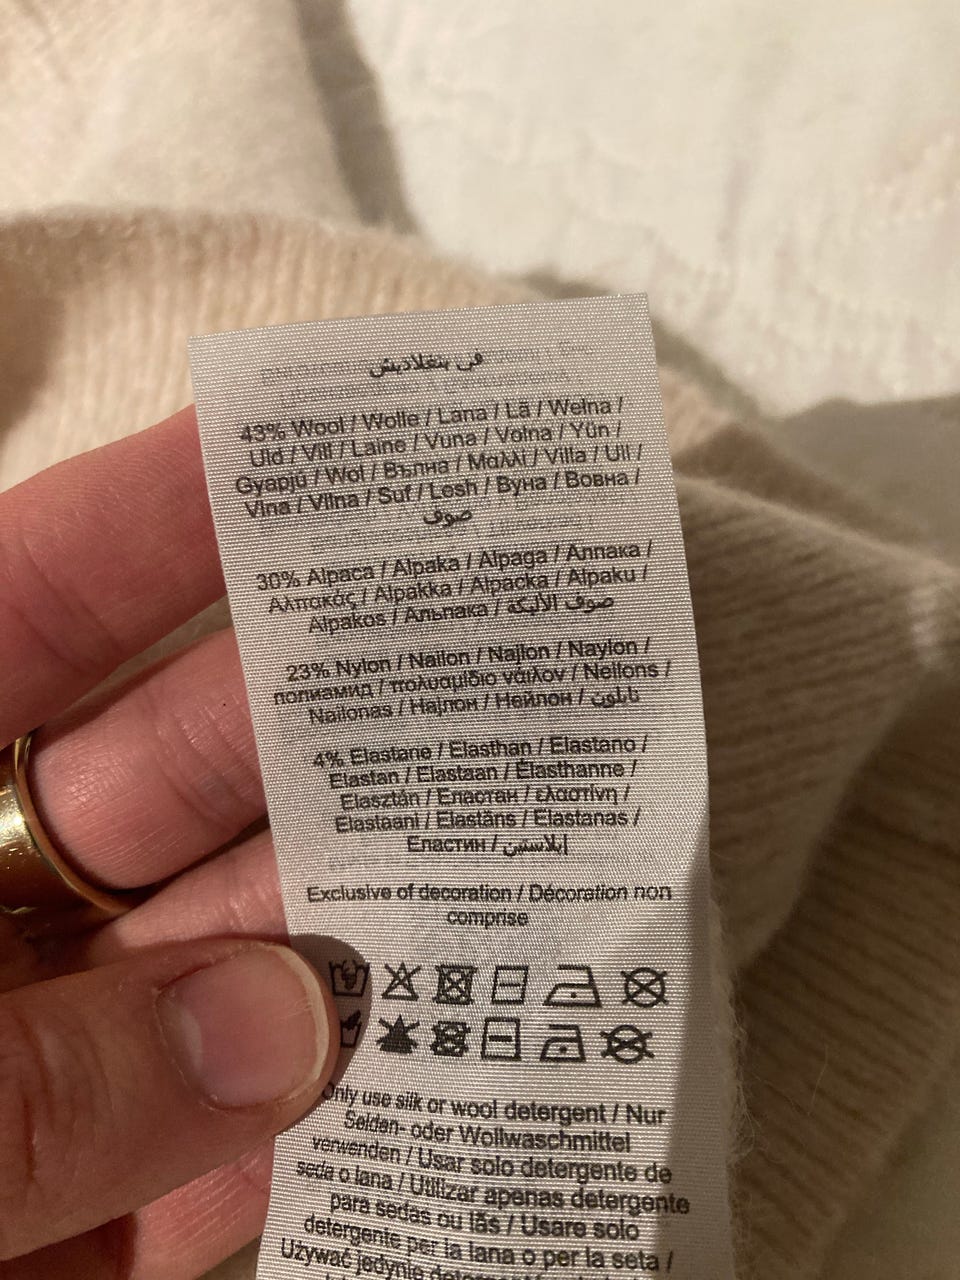 في بنغلاديش
43% Wool / Wolle / Lana / Lã / Wełna /
Uld / Vill / Laine / Vuna / Volna / Yün /
Gyapjú / Wol / Вълна / Μαλλί / Villa / Ull /
Vlna / Vilna / Suf / Lesh / Вуна / Вовна /
صوف
30% Alpaca / Alpaka / Alpaga / Алпака /
Αλπακάς / Alpakka / Alpacka / Alpaku /
Alpakos / Альпака / صوف الألبكة
23% Nylon / Nailon / Najlon / Naylon /
полиамид / πολυαμίδιο νάιλον / Neilons /
Nailonas / Најлон / Нейлон / نايلون
4% Elastane / Elasthan / Elastano /
Elastan / Elastaan / Élasthanne /
Elasztán / Еластан / ελαστίνη /
Elastaani / Elastāns / Elastanas /
Еластин / إيلاستين
Exclusive of decoration / Décoration non
comprise
Only use silk or wool detergent / Nur
Seiden- oder Wollwaschmittel
verwenden / Usar solo detergente de
seda o lana / Utilizar apenas detergente
para sedas ou lãs / Usare solo
detergente per la lana o per la seta /
Używać jedynie